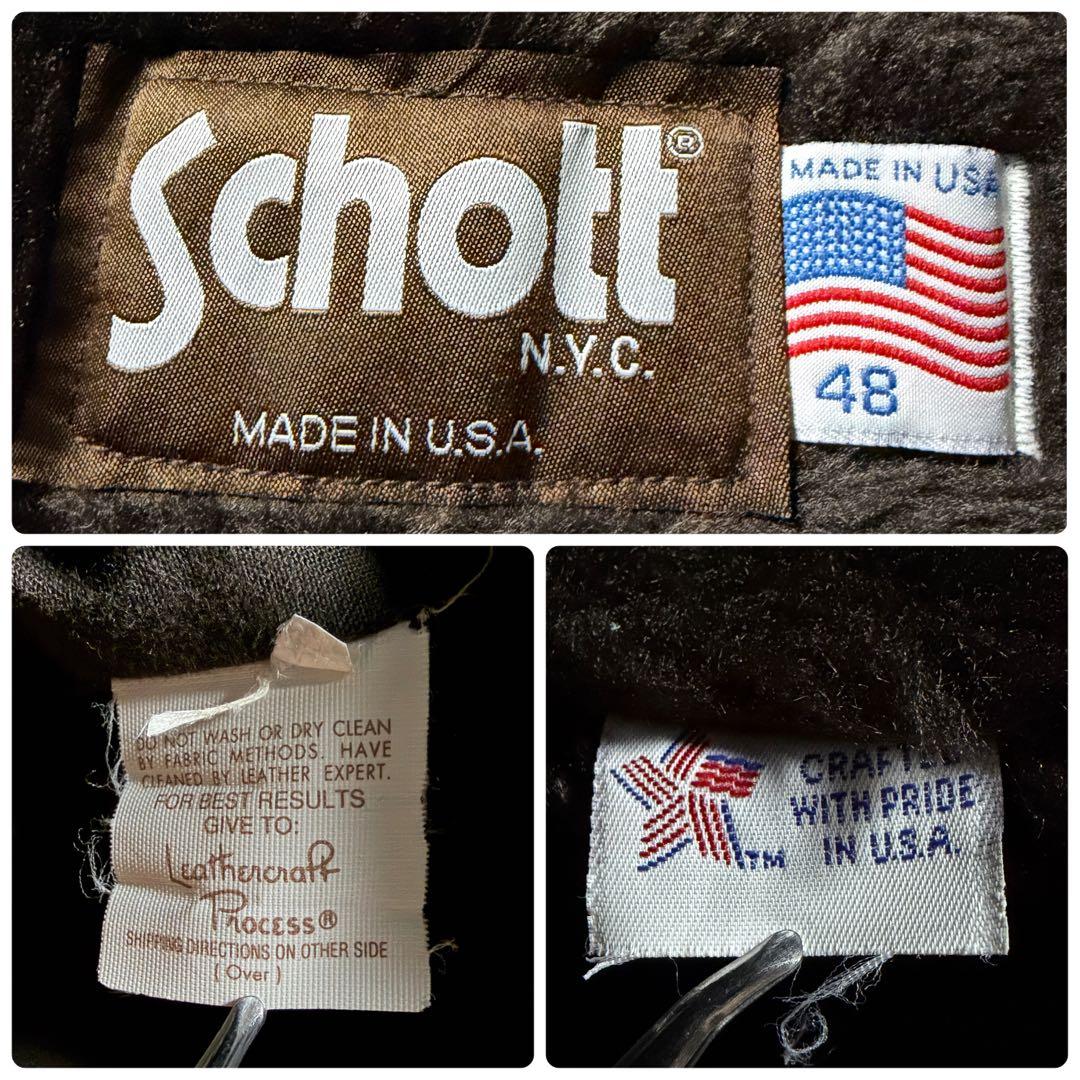 Schott®
N.Y.C.
MADE IN U.S.A.
MADE IN USA
48
DO NOT WASH OR DRY CLEAN
BY FABRIC METHODS. HAVE
CLEANED BY LEATHER EXPERT.
FOR BEST RESULTS
GIVE TO:
Leathercraft
Process®
SHIPPING DIRECTIONS ON OTHER SIDE
(Over)
CRAFTED
WITH PRIDE
IN U.S.A.
TM